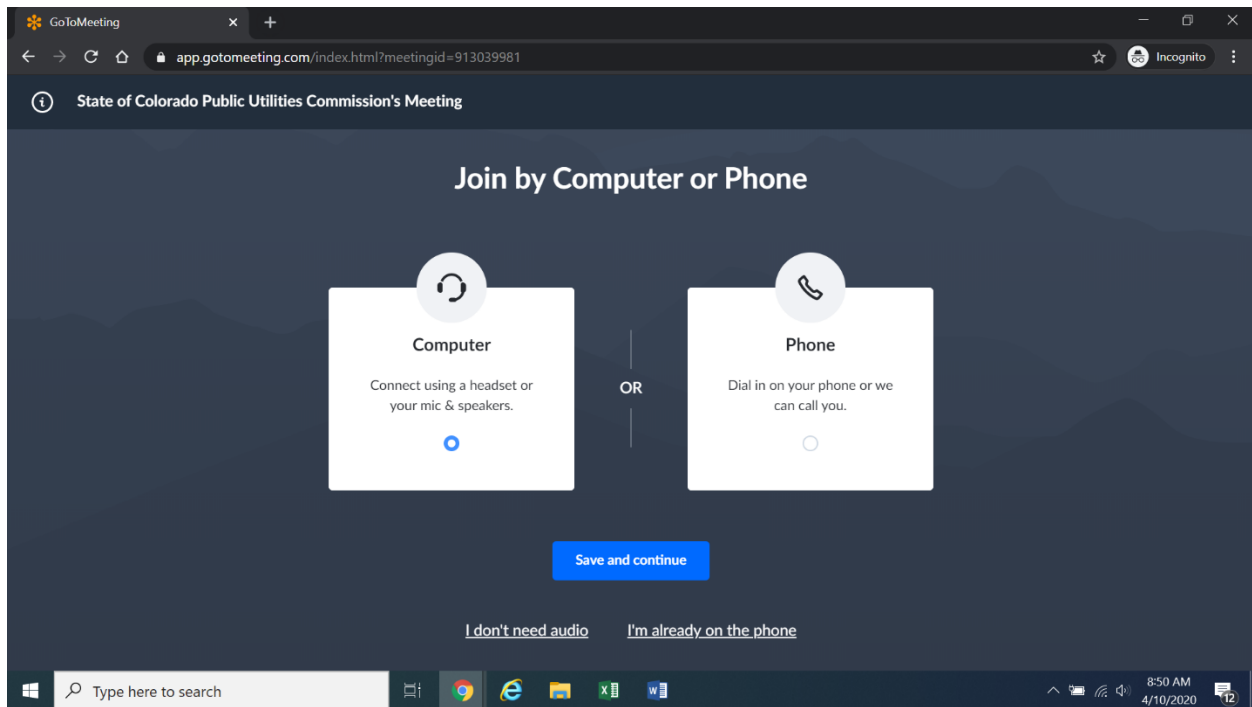 GoToMeeting
app.gotomeeting.com/index.html?meetingid=913039981
Incognito
State of Colorado Public Utilities Commission's Meeting
Join by Computer or Phone
Computer
Connect using a headset or
your mic & speakers.
OR
Phone
Dial in on your phone or we
can call you.
Save and continue
I don't need audio
I'm already on the phone
Type here to search
8:50 AM
4/10/2020
12